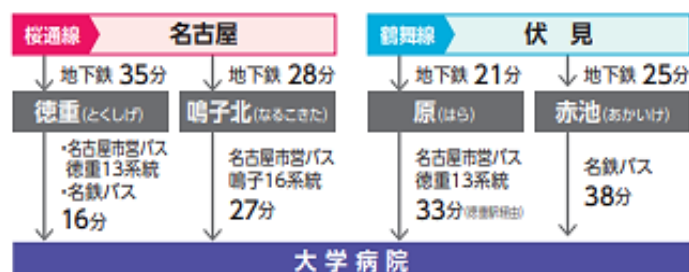 桜通線 名古屋
鶴舞線 伏見
地下鉄 35分
地下鉄 28分
地下鉄 21分
地下鉄 25分
徳重(とくしげ)
鳴子北(なるこきた)
原(はら)
赤池(あかいけ)
・名古屋市営バス
徳重13系統
・名鉄バス
16分
名古屋市営バス
鳴子16系統
27分
名古屋市営バス
徳重13系統
33分(徳重駅経由)
名鉄バス
38分
大学病院